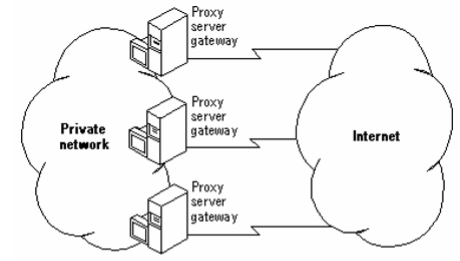 Proxy
server
gateway
Proxy
server
gateway
Private
network
Internet
Proxy
server
gateway